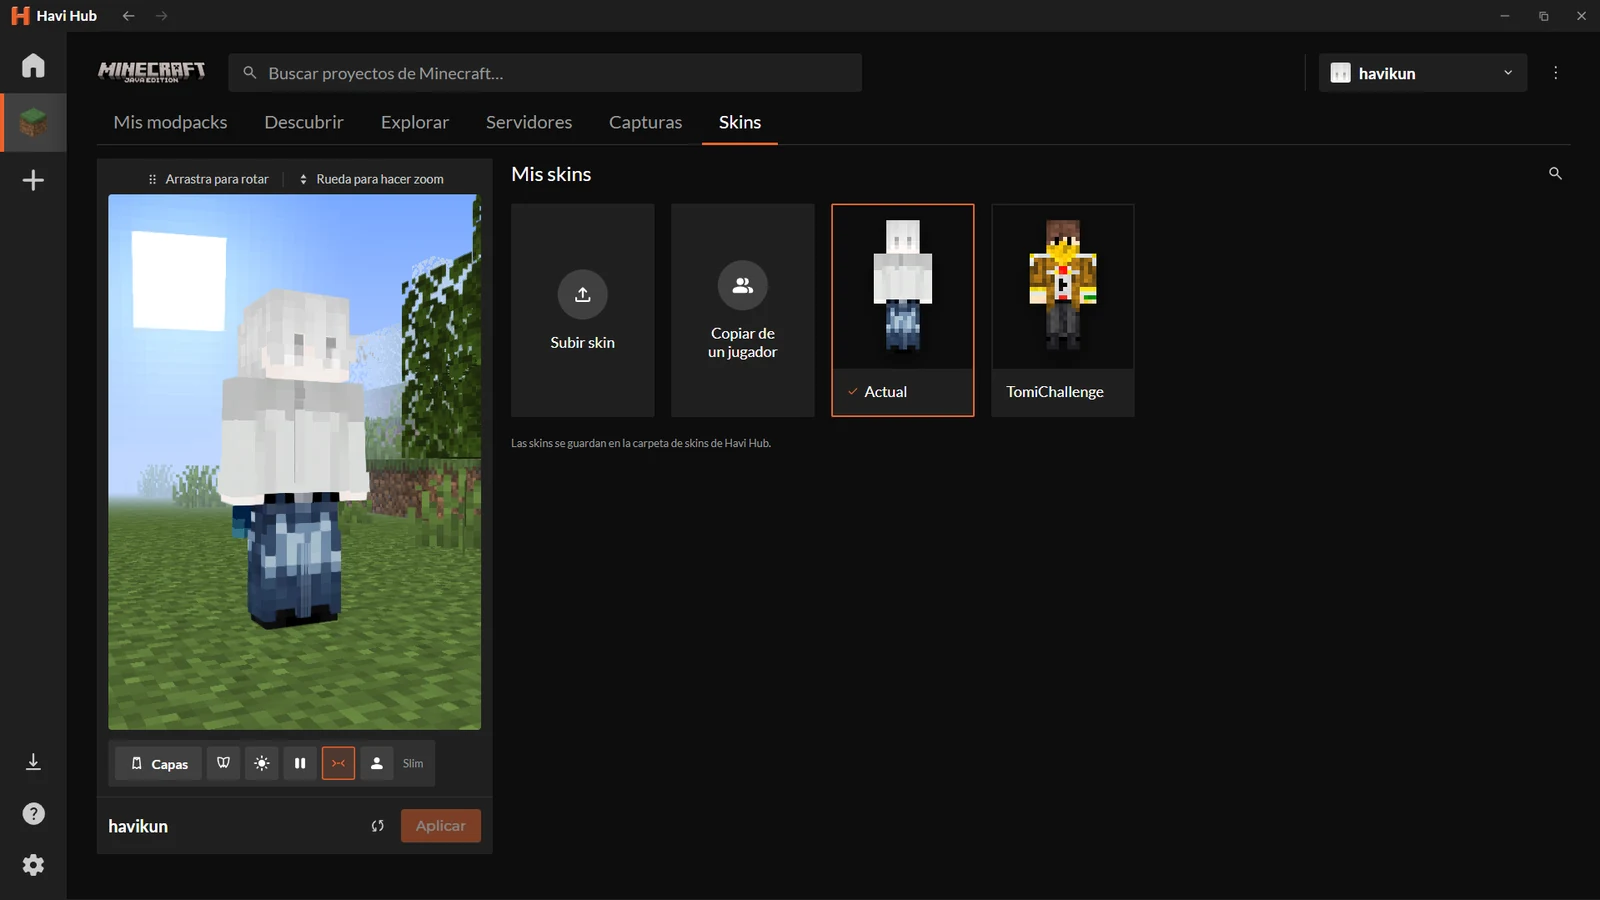 Havi Hub
MINECRAFT
JAVA EDITION
Buscar proyectos de Minecraft...
havikun
Mis modpacks
Descubrir
Explorar
Servidores
Capturas
Skins
Arrastra para rotar
Rueda para hacer zoom
Mis skins
Subir skin
Copiar de
un jugador
Actual
TomiChallenge
Las skins se guardan en la carpeta de skins de Havi Hub.
Capas
Slim
havikun
Aplicar